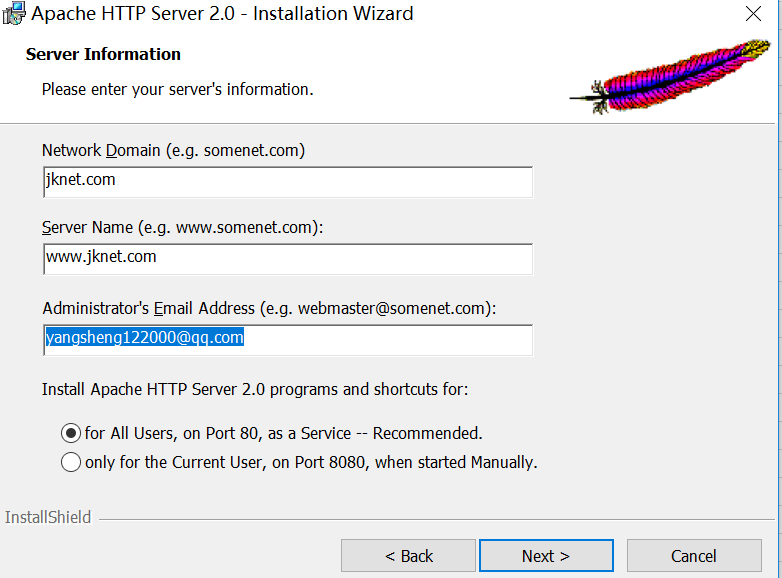 Apache HTTP Server 2.0 - Installation Wizard
Server Information
Please enter your server's information.
Network Domain (e.g. somenet.com)
jknet.com
Server Name (e.g. www.somenet.com):
www.jknet.com
Administrator's Email Address (e.g. webmaster@somenet.com):
yangsheng122000@qq.com
Install Apache HTTP Server 2.0 programs and shortcuts for:
for All Users, on Port 80, as a Service -- Recommended.
only for the Current User, on Port 8080, when started Manually.
InstallShield
< Back Next > Cancel